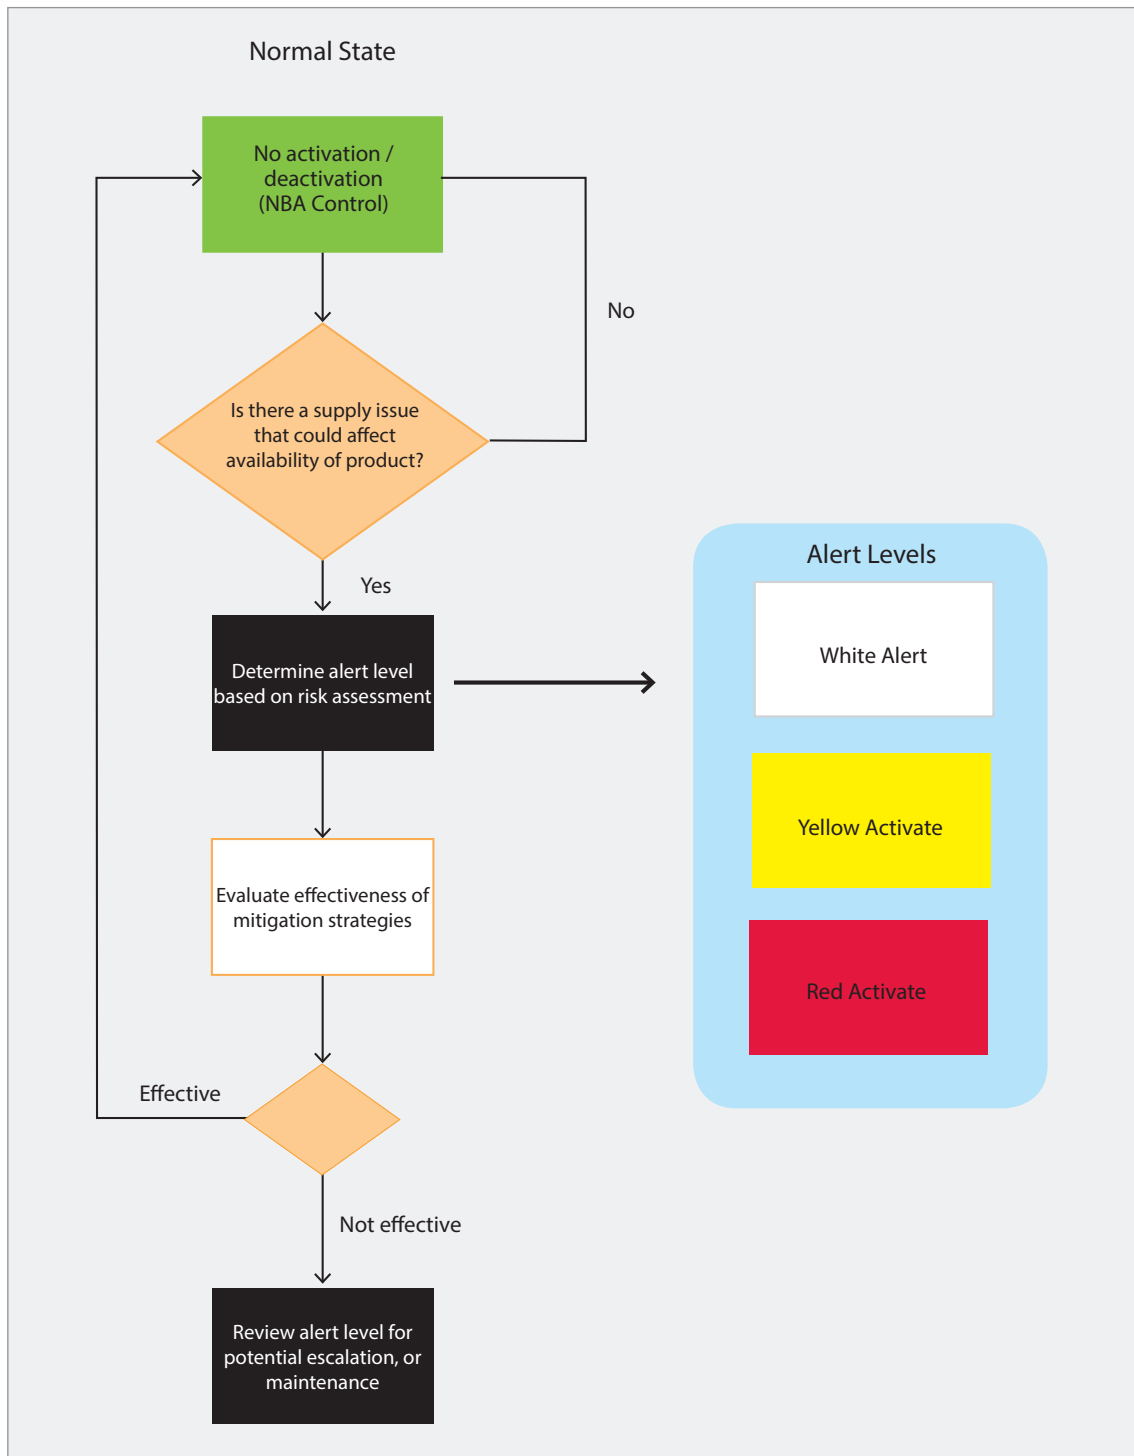 Normal State
No activation /
deactivation
(NBA Control)
No
Is there a supply issue
that could affect
availability of product?
Yes
Alert Levels
White Alert
Determine alert level
based on risk assessment
Yellow Activate
Evaluate effectiveness of
mitigation strategies
Red Activate
Effective
Not effective
Review alert level for
potential escalation, or
maintenance